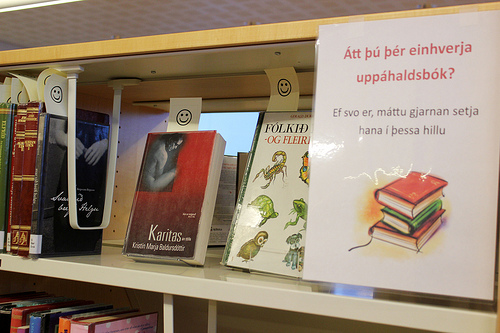 Átt þú þér einhverja
uppáhaldsbók?
Ef svo er, máttu gjarnan setja
hana í þessa hillu
Karitas
Kristín Marja Baldursdóttir
FÓLKIÐ
-OG FLEIR